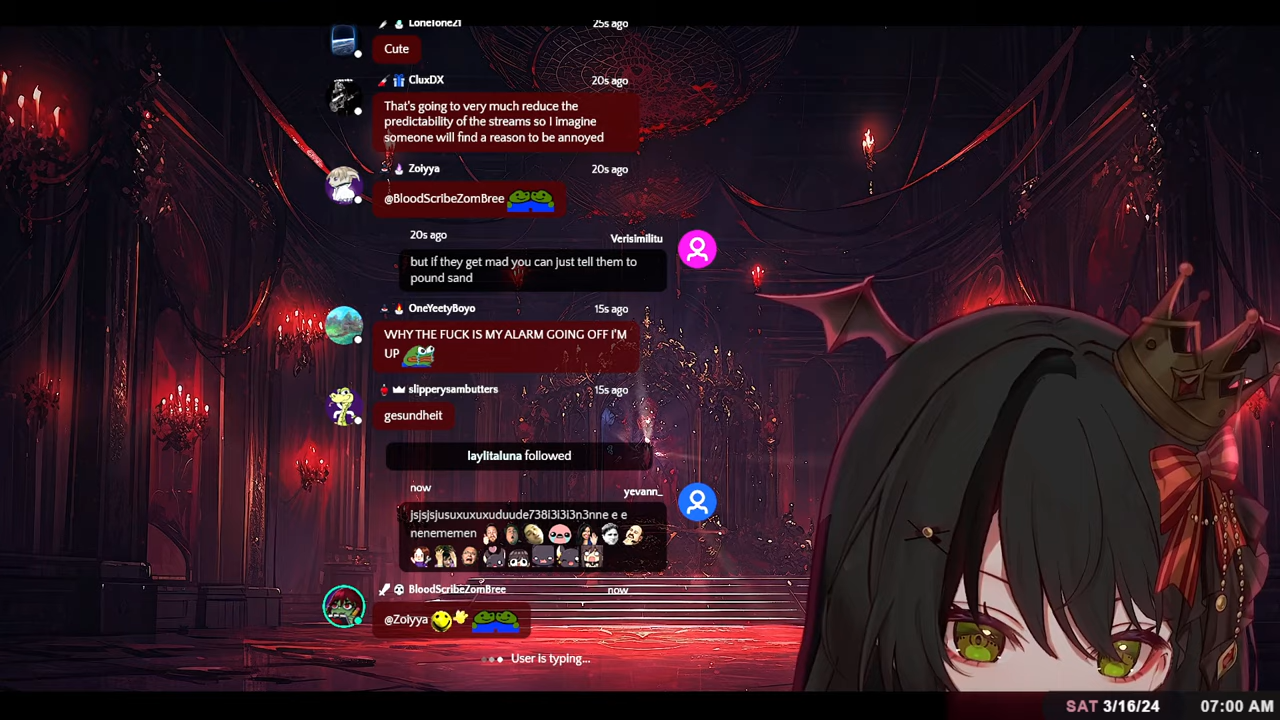 LoneTone21
25s ago
Cute
CluxDX
20s ago
That's going to very much reduce the
predictability of the streams so I imagine
someone will find a reason to be annoyed
Zolyya
20s ago
@BloodScribeZomBree
20s ago
Verisimilitu
but if they get mad you can just tell them to
pound sand
OneYeetyBoyo
15s ago
WHY THE FUCK IS MY ALARM GOING OFF I'M
UP
slipperysambutters
15s ago
gesundheit
laylitaluna followed
now
yevann_
jsjsjsjusuxuxuxuduude738i3i3i3n3nne e e
nenememen
BloodScribeZomBree
now
@Zolyya
User is typing...
SAT 3/16/24
07:00 AM